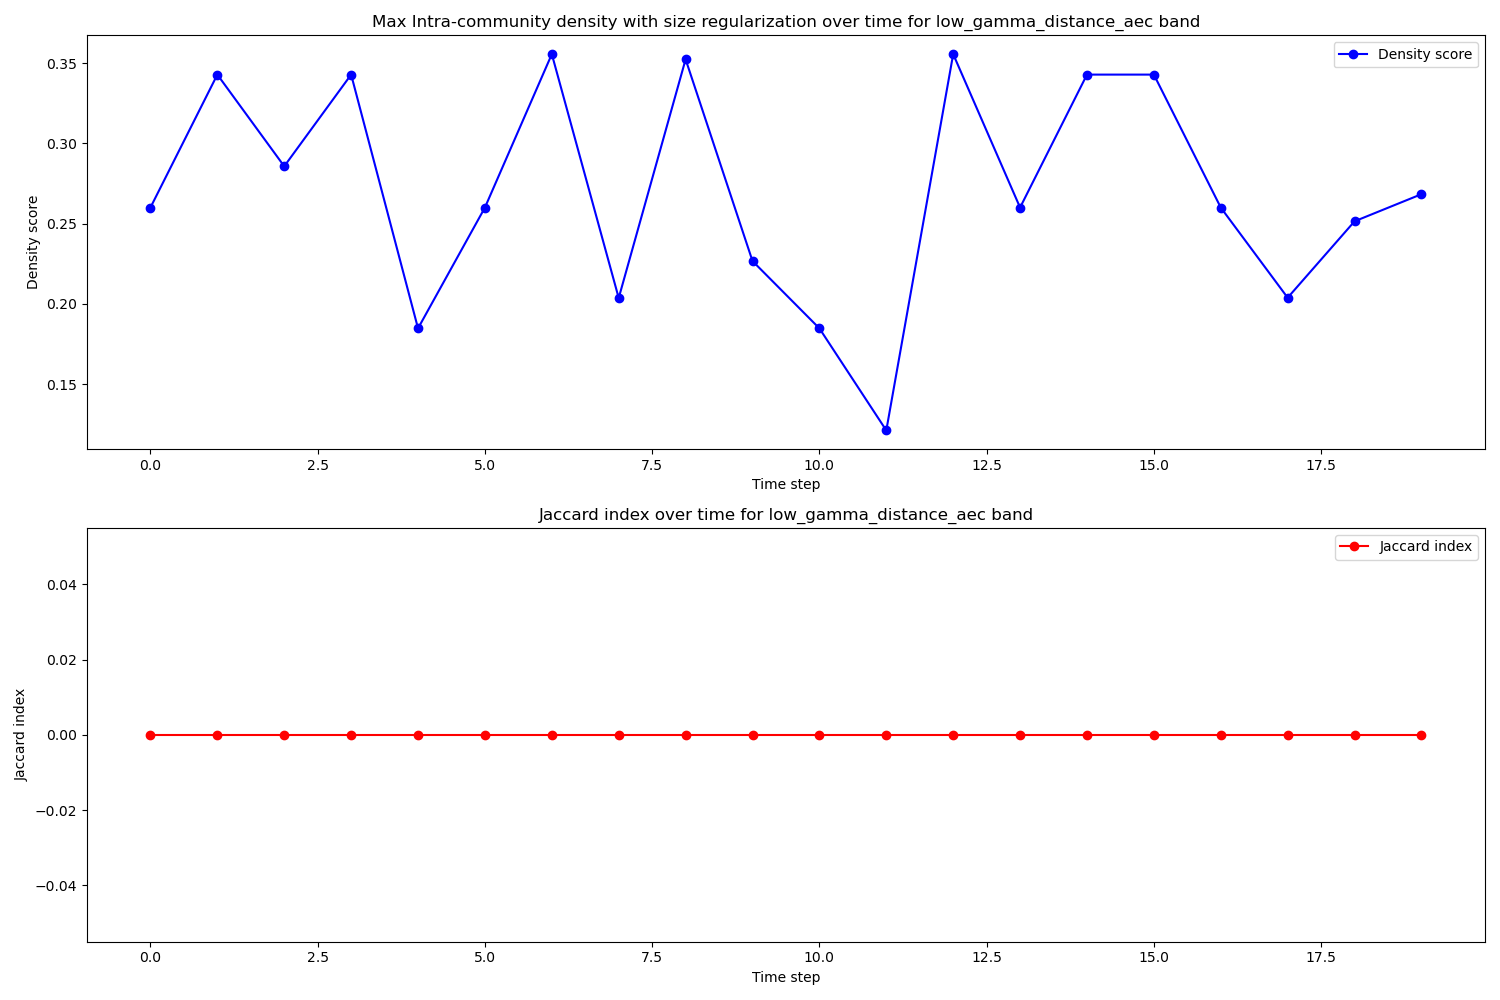 Max Intra-community density with size regularization over time for low_gamma_distance_aec band
Density score
0.35
0.30
0.25
0.20
0.15
Density score
0.0 2.5 5.0 7.5 10.0 12.5 15.0 17.5
Time step
Jaccard index over time for low_gamma_distance_aec band
Jaccard index
0.04
0.02
0.00
−0.02
−0.04
Jaccard index
0.0 2.5 5.0 7.5 10.0 12.5 15.0 17.5
Time step